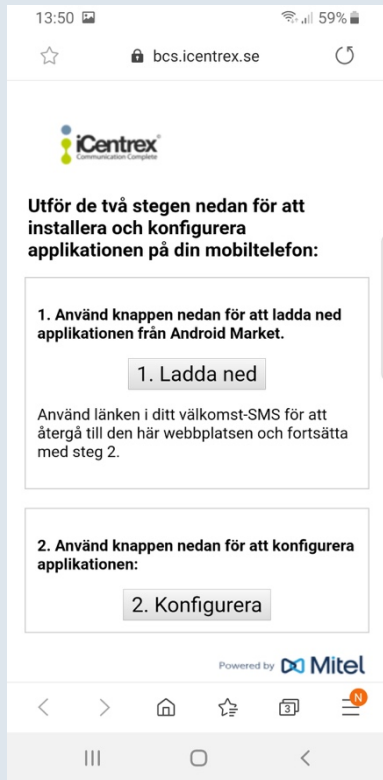 13:50
59%
bcs.icentrex.se
iCentrex®
Communication Complete
Utför de två stegen nedan för att
installera och konfigurera
applikationen på din mobiltelefon:
1. Använd knappen nedan för att ladda ned
applikationen från Android Market.
1. Ladda ned
Använd länken i ditt välkomst-SMS för att
återgå till den här webbplatsen och fortsätta
med steg 2.
2. Använd knappen nedan för att konfigurera
applikationen:
2. Konfigurera
Powered by Mitel
3
N